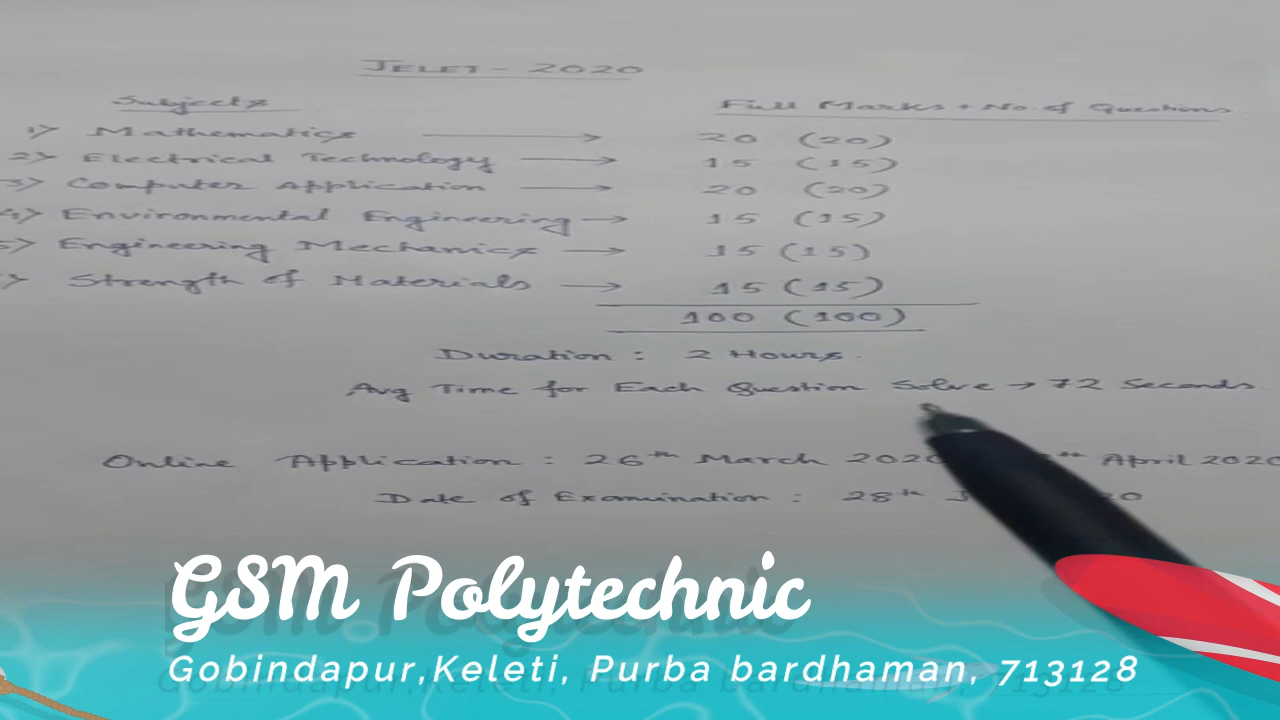 JELET - 2020
Subjects Full Marks + No. of Questions
1> Mathematics → 20 (20)
2> Electrical Technology → 15 (15)
3> Computer Application → 20 (20)
4> Environmental Engineering → 15 (15)
5> Engineering Mechanics → 15 (15)
> Strength of Materials → 15 (15)
100 (100)
Duration : 2 Hours.
Avg Time for Each Question Solve → 72 Seconds.
Online Application : 26th March 2020 April 2020
Date of Examination : 28th
GSM Polytechnic
Gobindapur,Keleti, Purba bardhaman, 713128